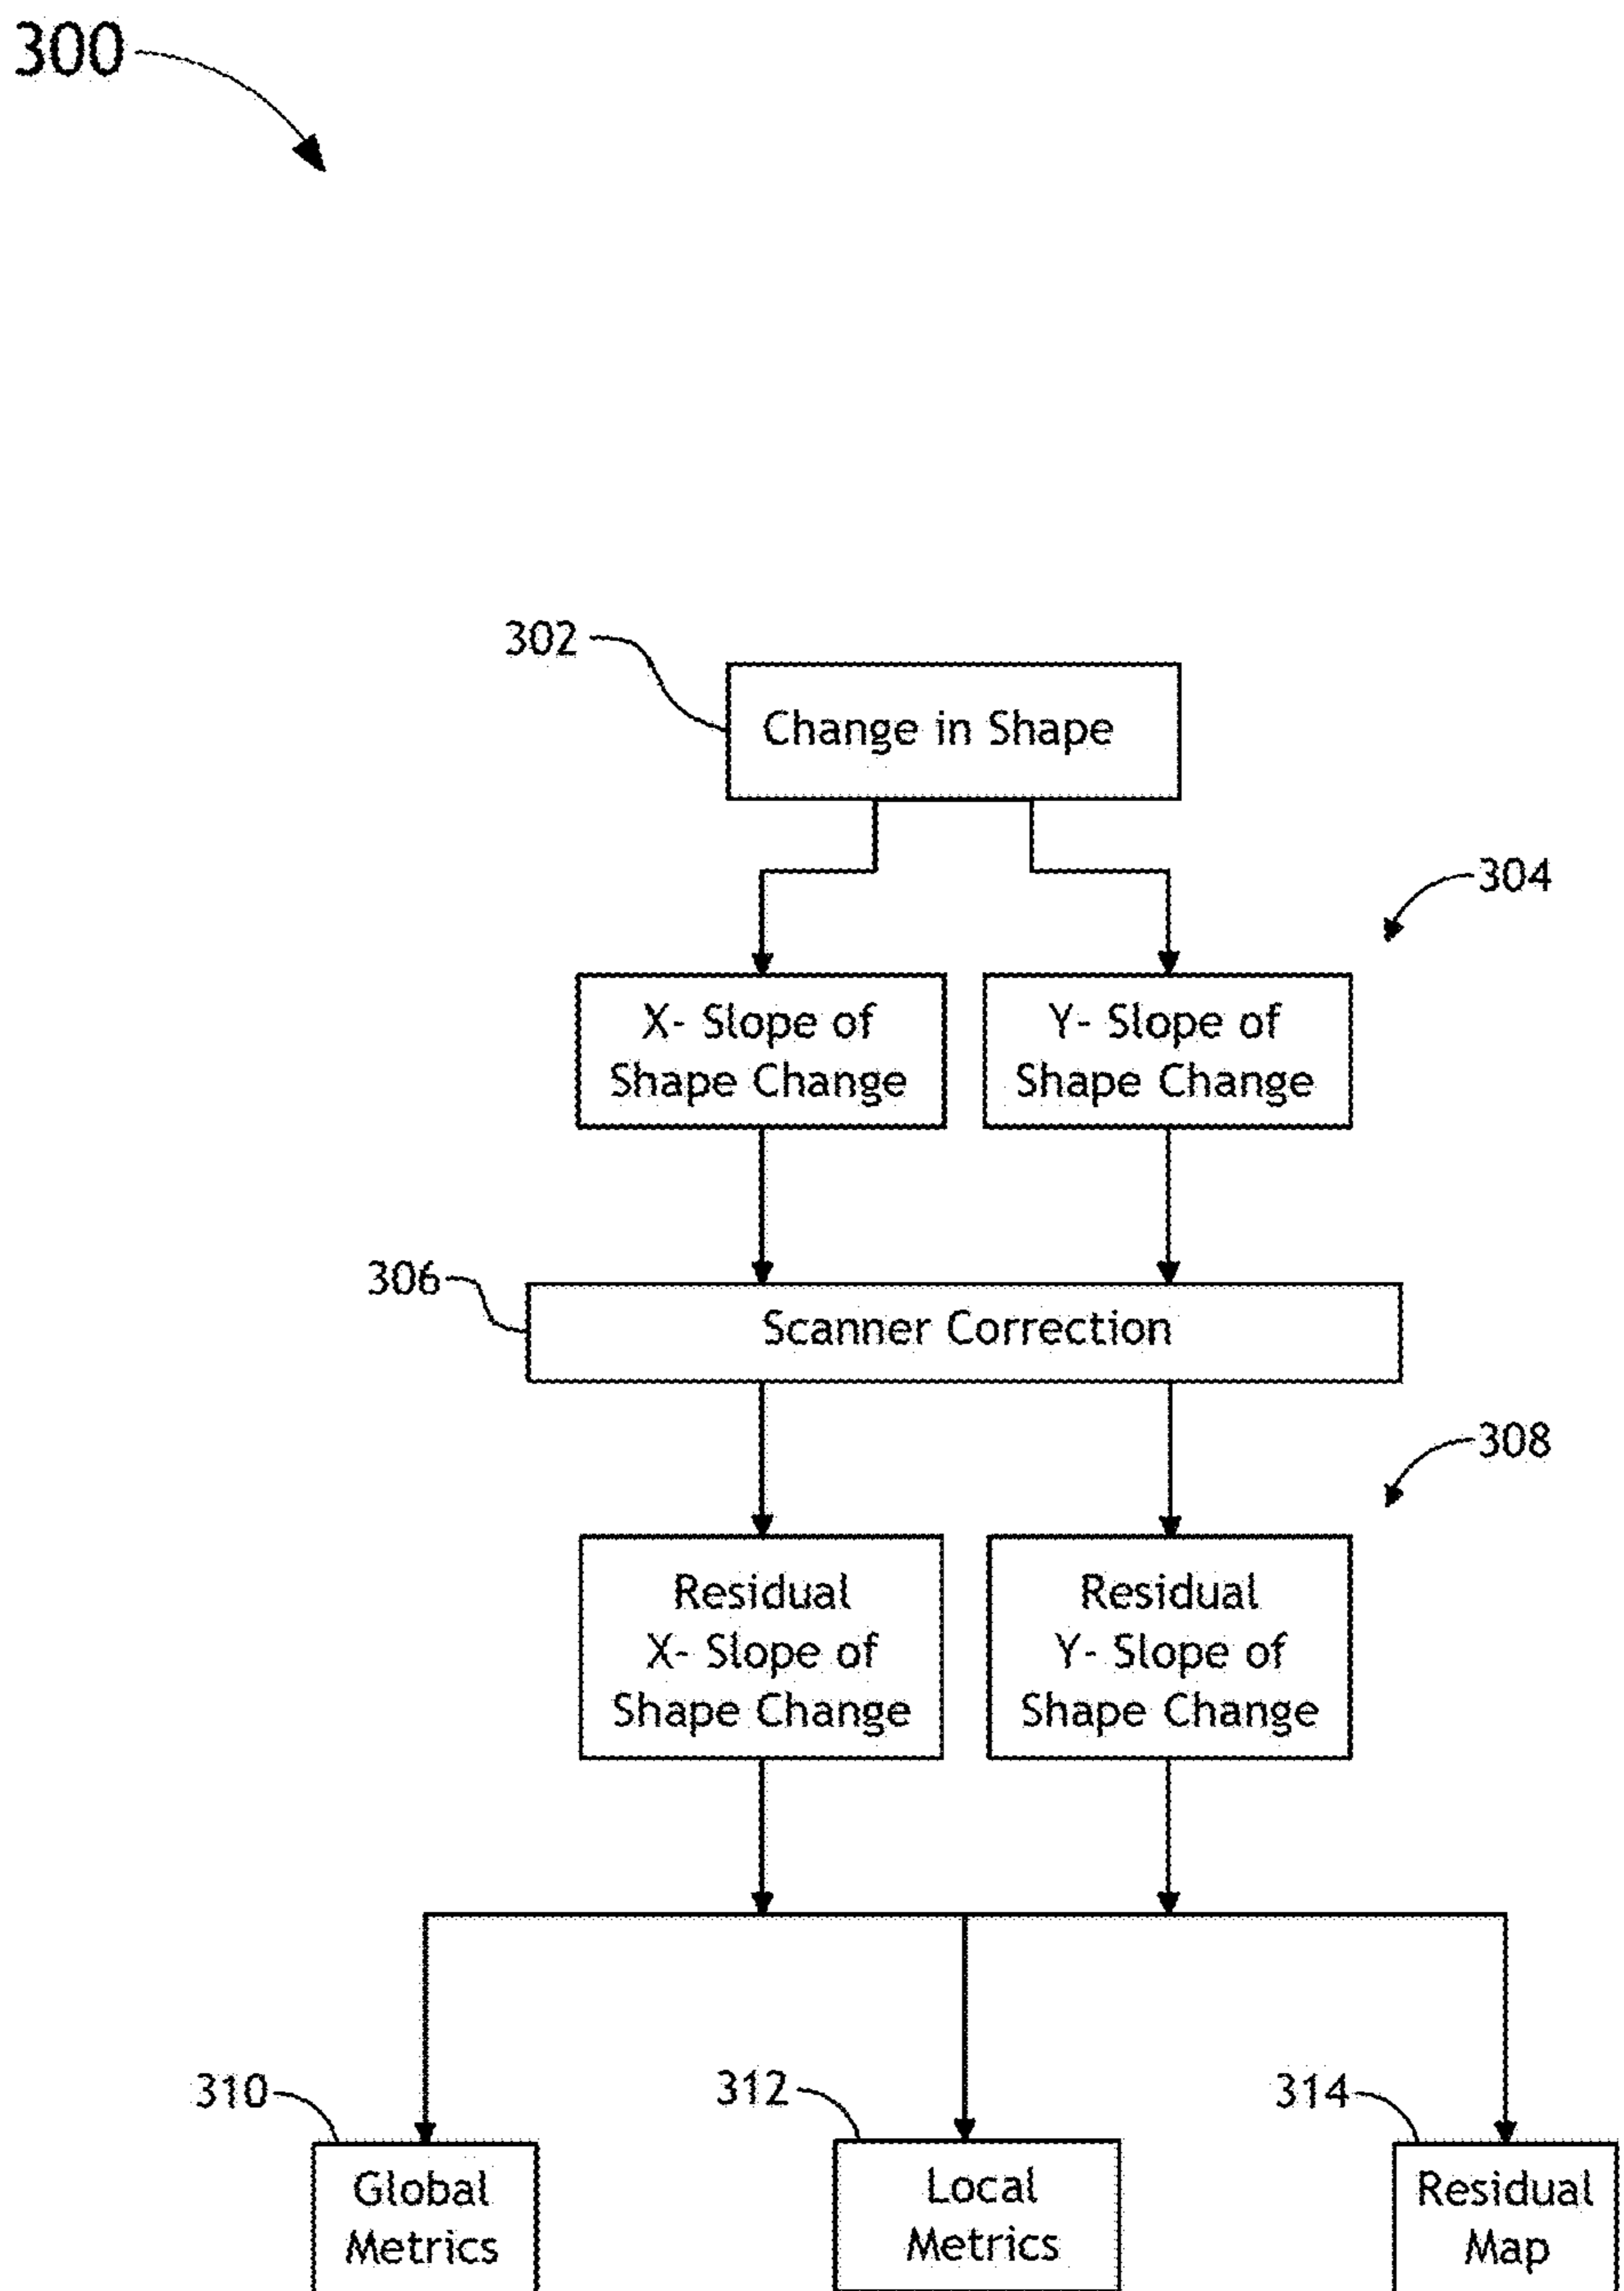 300
302
Change in Shape
304
X- Slope of
Shape Change
Y- Slope of
Shape Change
306
Scanner Correction
308
Residual
X- Slope of
Shape Change
Residual
Y- Slope of
Shape Change
310
312
314
Global
Metrics
Local
Metrics
Residual
Map